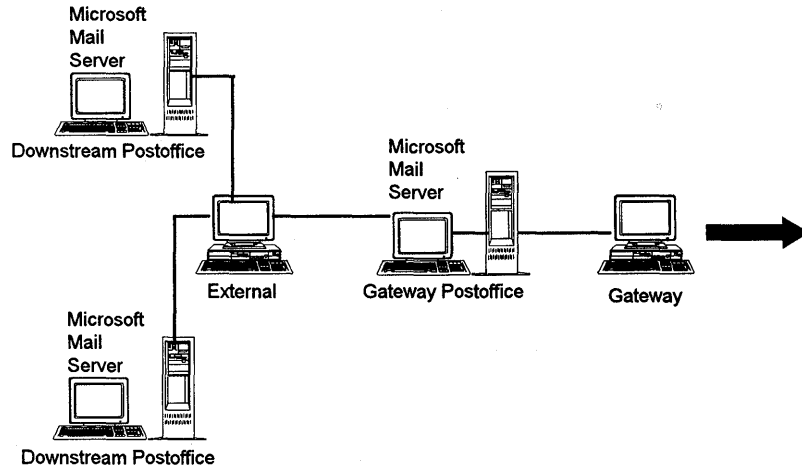 Microsoft
Mail
Server
Downstream Postoffice
Microsoft
Mail
Server
External
Gateway Postoffice
Gateway
Microsoft
Mail
Server
Downstream Postoffice